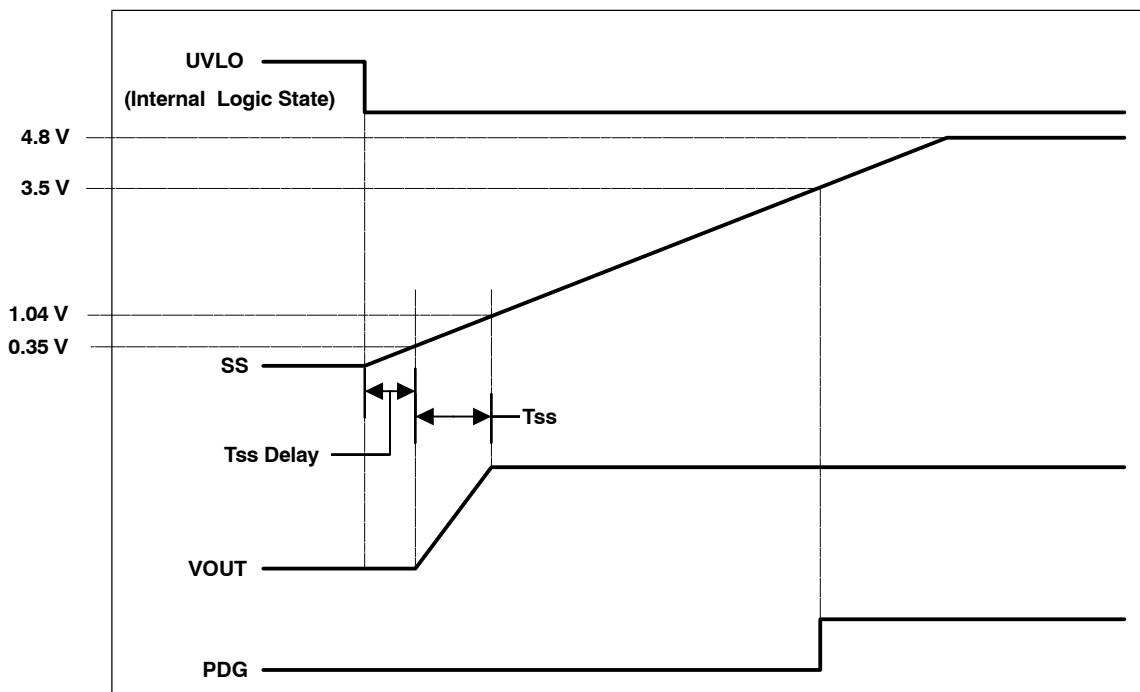 UVLO
(Internal Logic State)
4.8 V
3.5 V
1.04 V
0.35 V
SS
Tss
Tss Delay
VOUT
PDG